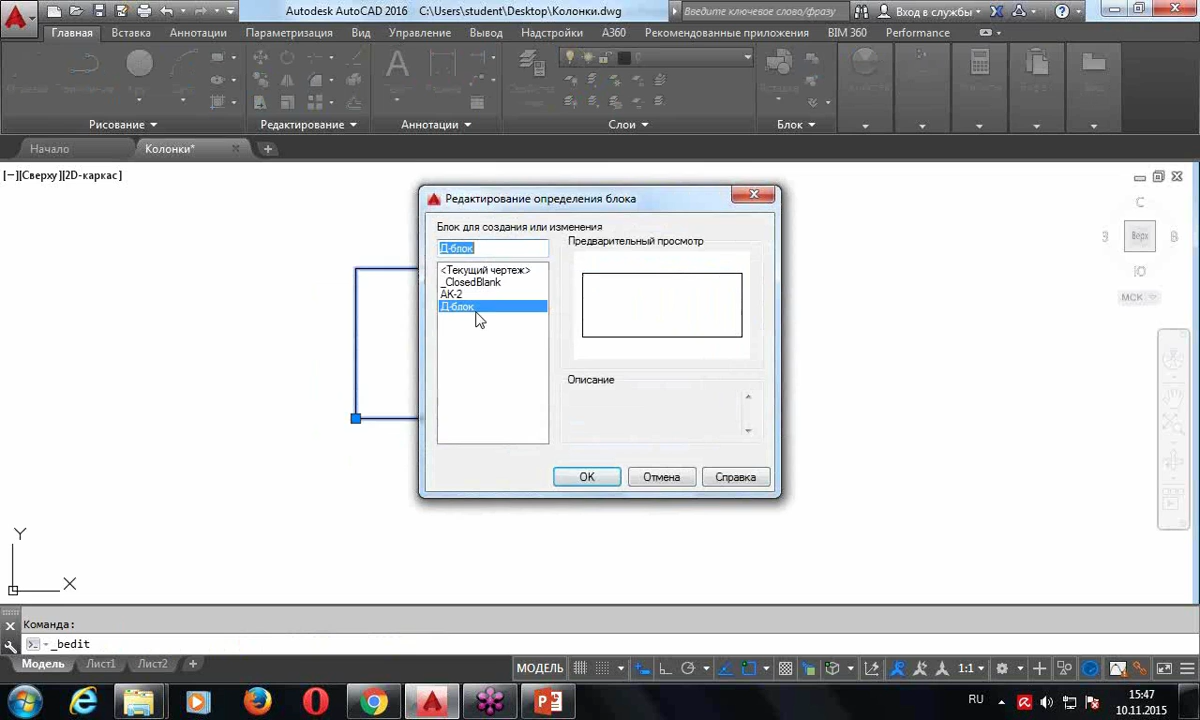 Autodesk AutoCAD 2016 C:\Users\student\Desktop\Колонки.dwg
Введите ключевое слово/фразу
Вход в службы
Главная
Вставка
Аннотации
Параметризация
Вид
Управление
Вывод
Надстройки
A360
Рекомендованные приложения
BIM 360
Performance
Рисование
Редактирование
Аннотации
Слои
Блок
Начало
Колонки*
[−][Сверху][2D-каркас]
С
З
Верх
В
Ю
МСК
Редактирование определения блока
Блок для создания или изменения
Д-блок
Предварительный просмотр
<Текущий чертеж>
_ClosedBlank
АК-2
Д-блок
Описание
OK
Отмена
Справка
Y
X
Команда:
_bedit
Модель
Лист1
Лист2
МОДЕЛЬ
1:1
RU
15:47
10.11.2015